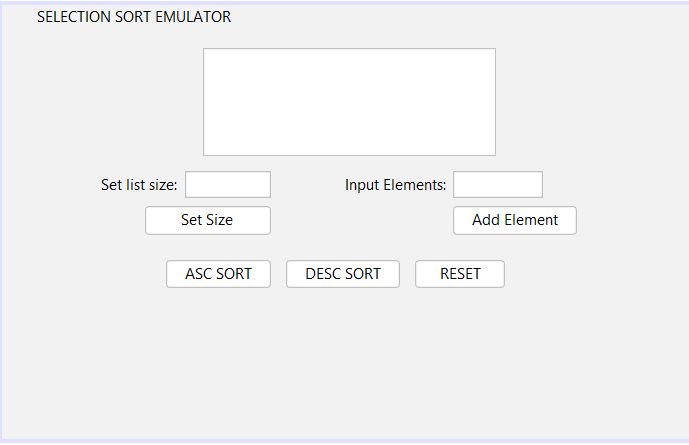 SELECTION SORT EMULATOR
Set list size: Input Elements:
Set Size Add Element
ASC SORT DESC SORT RESET